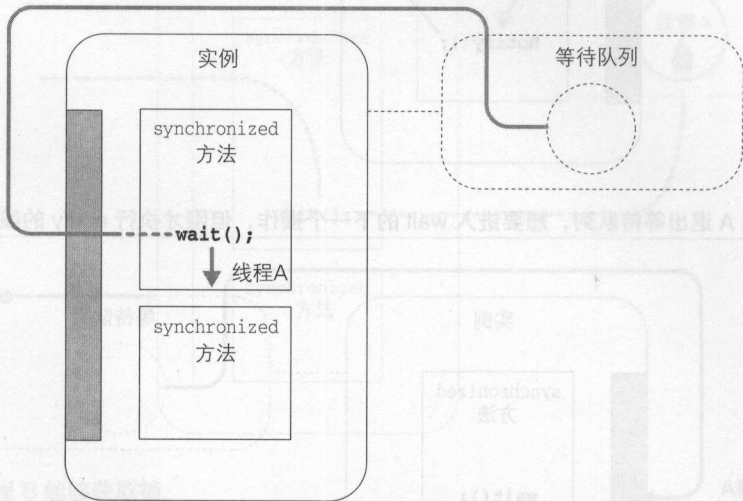 实例
等待队列
synchronized
方法
wait();
线程A
synchronized
方法